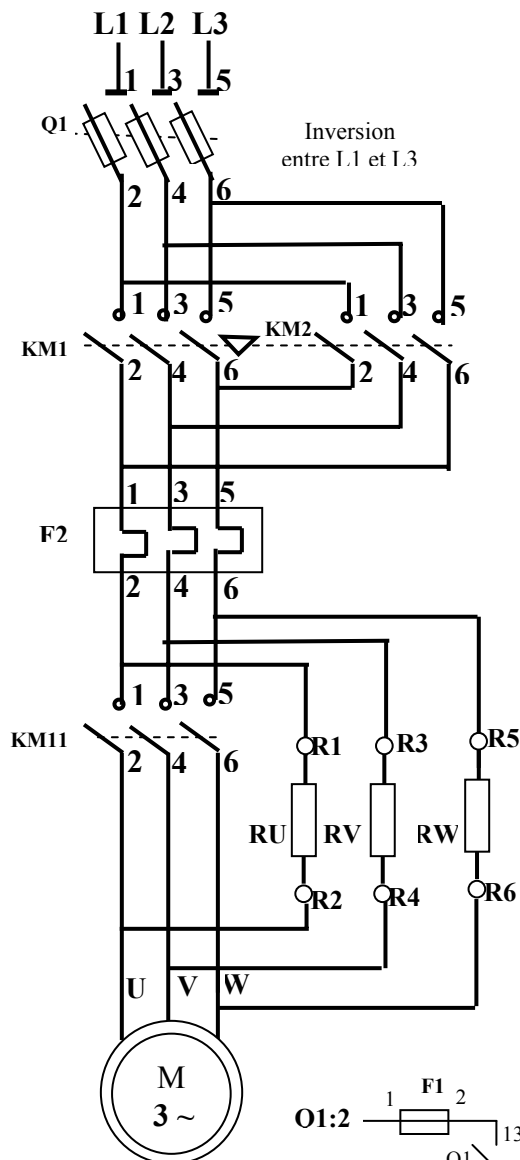 L1 L2 L3
1 3 5
Q1
Inversion
entre L1 et L3
2 4 6
1 3 5 1 3 5
KM1 KM2
2 4 6 2 4 6
1 3 5
F2
2 4 6
1 3 5
KM11
2 4 6
R1 R3 R5
RU RV RW
R2 R4 R6
U V W
M
3 ~
F1
O1:2 1 2
13